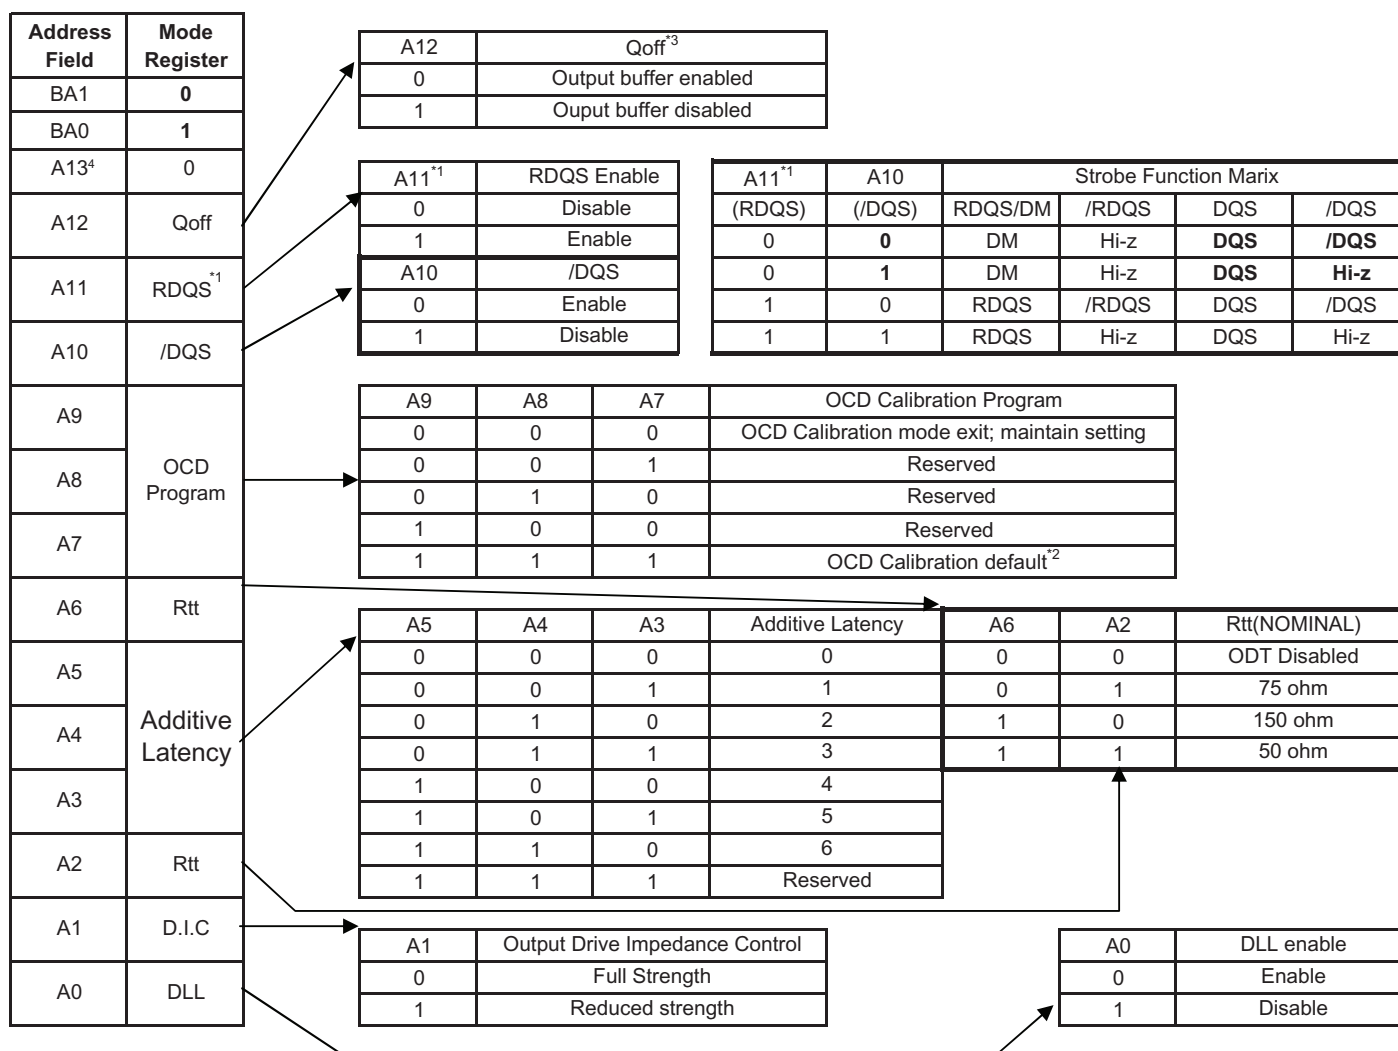 Address Field Mode Register
BA1 0
BA0 1
A13⁴ 0
A12 Qoff
A11 RDQS*1
A10 /DQS
A9
A8
A7
OCD Program
A6 Rtt
A5
A4
A3
Additive Latency
A2 Rtt
A1 D.I.C
A0 DLL
A12 Qoff*3
0 Output buffer enabled
1 Ouput buffer disabled
A11*1 RDQS Enable
0 Disable
1 Enable
A10 /DQS
0 Enable
1 Disable
A11*1 A10 Strobe Function Marix
(RDQS) (/DQS) RDQS/DM /RDQS DQS /DQS
0 0 DM Hi-z DQS /DQS
0 1 DM Hi-z DQS Hi-z
1 0 RDQS /RDQS DQS /DQS
1 1 RDQS Hi-z DQS Hi-z
A9 A8 A7 OCD Calibration Program
0 0 0 OCD Calibration mode exit; maintain setting
0 0 1 Reserved
0 1 0 Reserved
1 0 0 Reserved
1 1 1 OCD Calibration default*2
A5 A4 A3 Additive Latency
0 0 0 0
0 0 1 1
0 1 0 2
0 1 1 3
1 0 0 4
1 0 1 5
1 1 0 6
1 1 1 Reserved
A6 A2 Rtt(NOMINAL)
0 0 ODT Disabled
0 1 75 ohm
1 0 150 ohm
1 1 50 ohm
A1 Output Drive Impedance Control
0 Full Strength
1 Reduced strength
A0 DLL enable
0 Enable
1 Disable